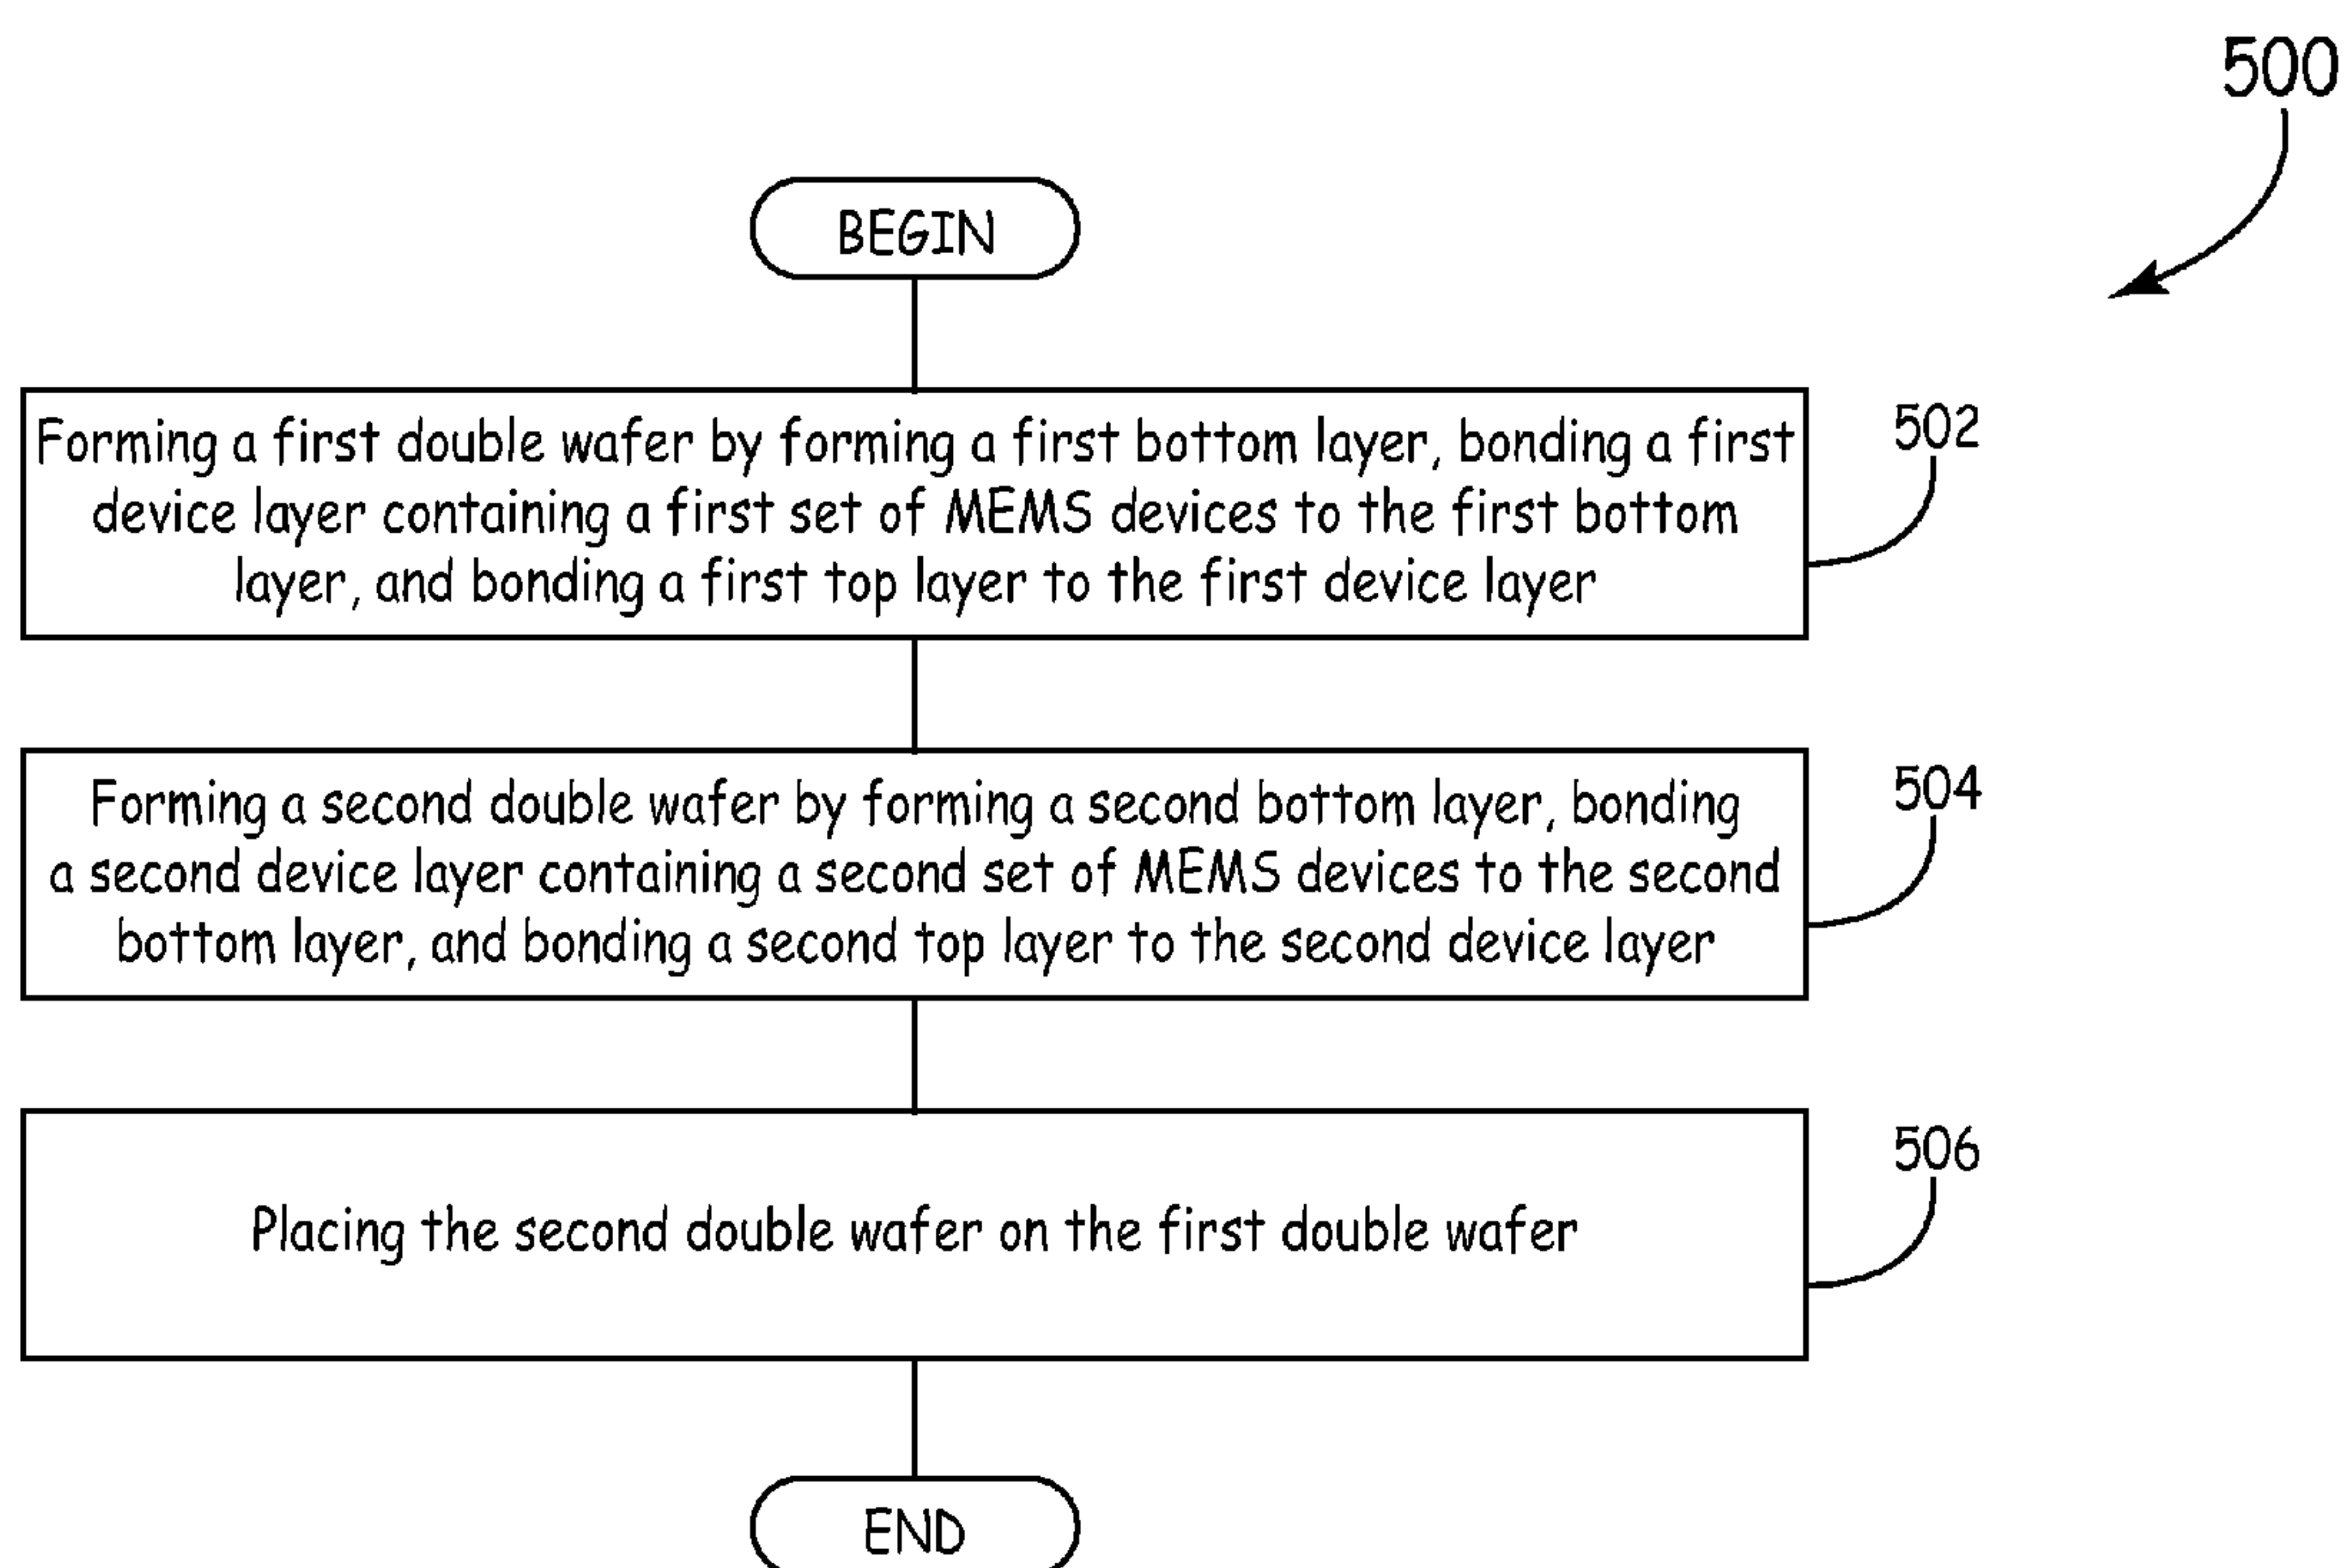 500
BEGIN
Forming a first double wafer by forming a first bottom layer, bonding a first
device layer containing a first set of MEMS devices to the first bottom
layer, and bonding a first top layer to the first device layer
502
Forming a second double wafer by forming a second bottom layer, bonding
a second device layer containing a second set of MEMS devices to the second
bottom layer, and bonding a second top layer to the second device layer
504
Placing the second double wafer on the first double wafer
506
END